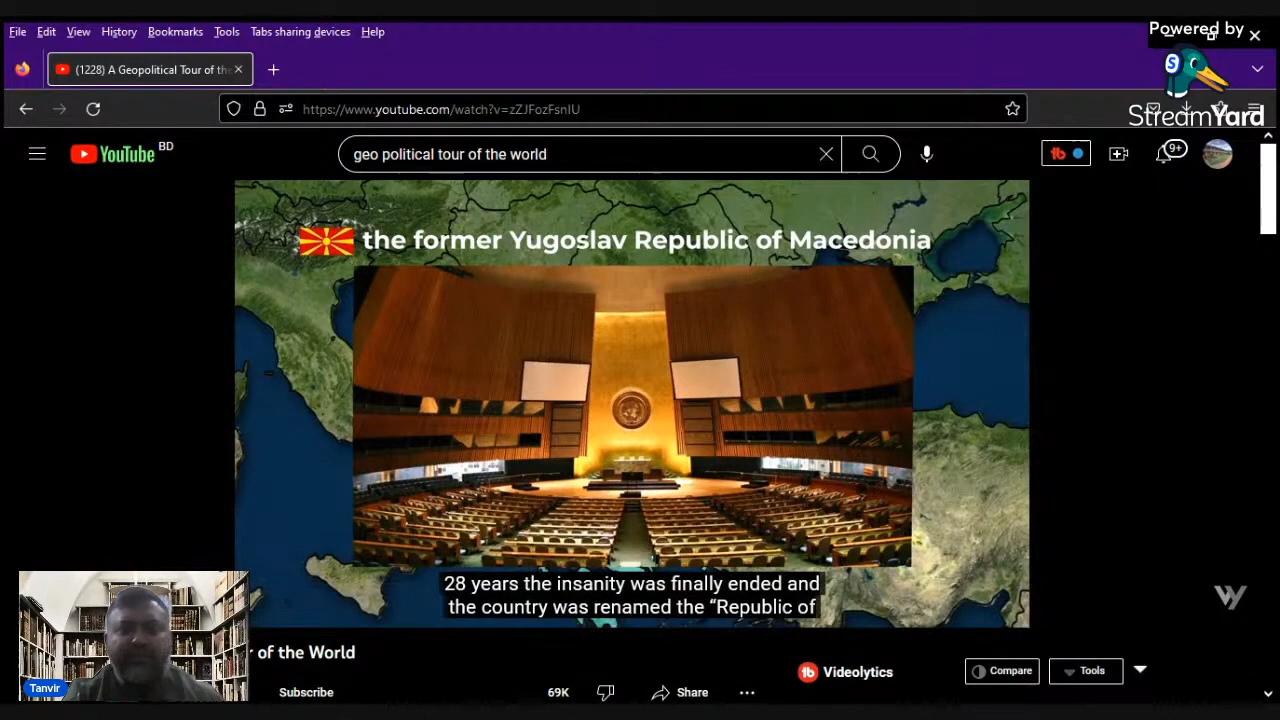 File Edit View History Bookmarks Tools Tabs sharing devices Help
Powered by
(1228) A Geopolitical Tour of the
StreamYard
https://www.youtube.com/watch?v=zZJFozFsnIU
YouTube BD
geo political tour of the world
9+
the former Yugoslav Republic of Macedonia
28 years the insanity was finally ended and
the country was renamed the “Republic of
of the World
Videolytics
Compare
Tools
Tanvir
Subscribe
69K
Share